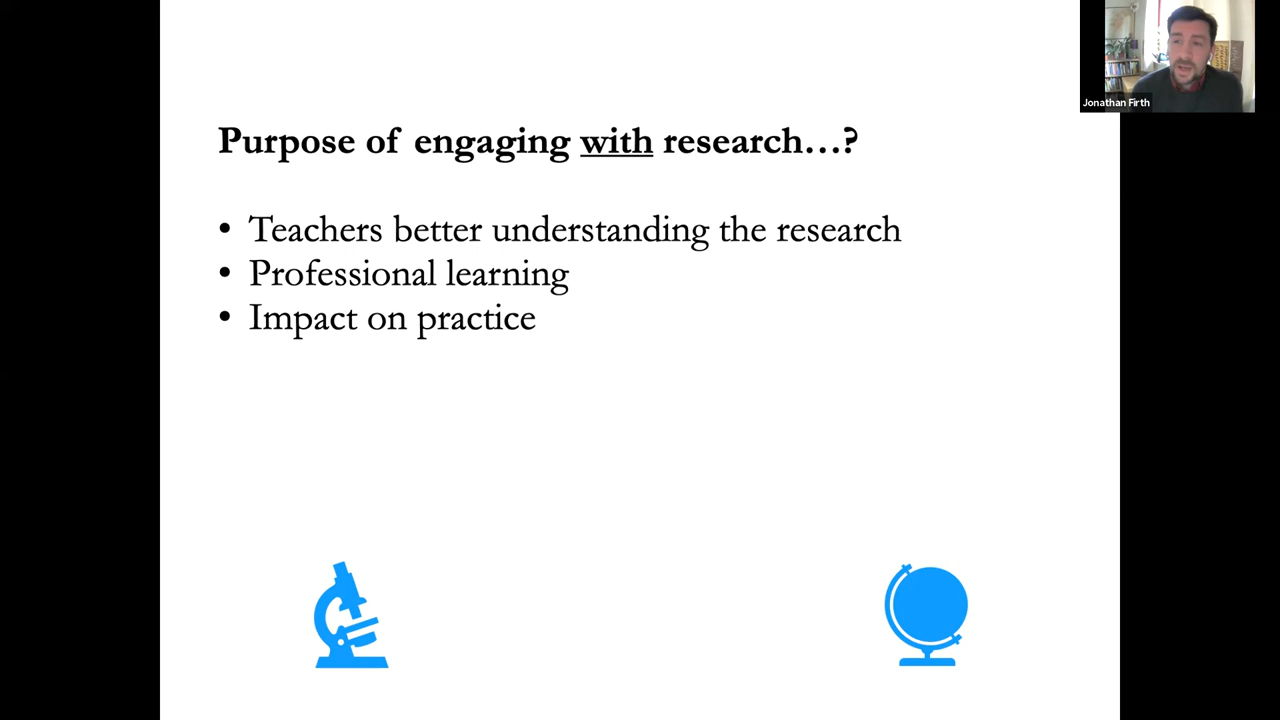 Jonathan Firth
Purpose of engaging with research…?
• Teachers better understanding the research
• Professional learning
• Impact on practice